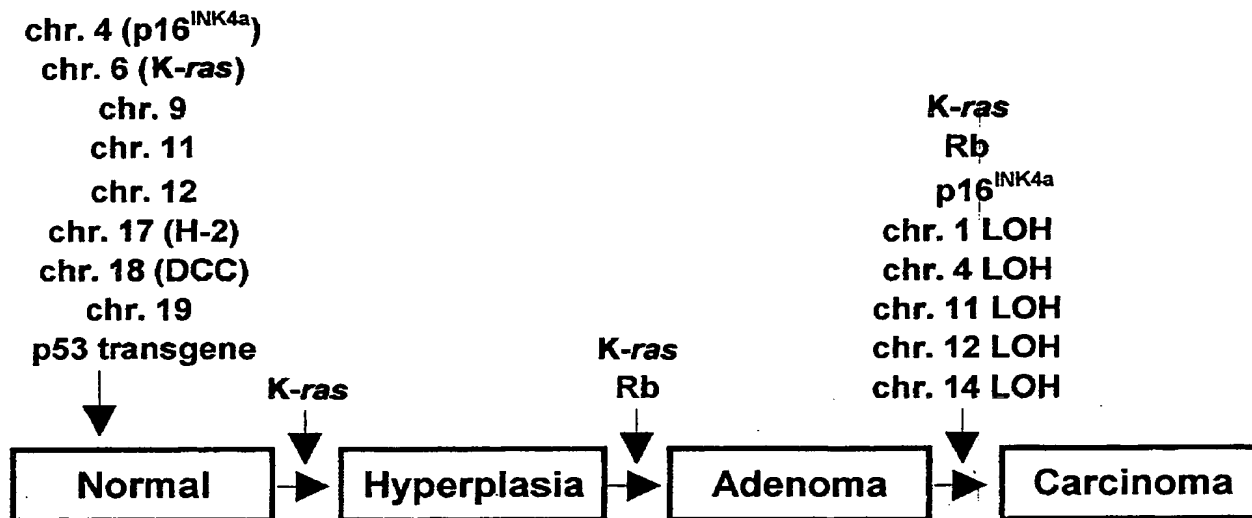 chr. 4 (p16INK4a)
chr. 6 (K-ras)
chr. 9
chr. 11
chr. 12
chr. 17 (H-2)
chr. 18 (DCC)
chr. 19
p53 transgene
K-ras
K-ras
Rb
K-ras
Rb
p16INK4a
chr. 1 LOH
chr. 4 LOH
chr. 11 LOH
chr. 12 LOH
chr. 14 LOH
Normal
Hyperplasia
Adenoma
Carcinoma